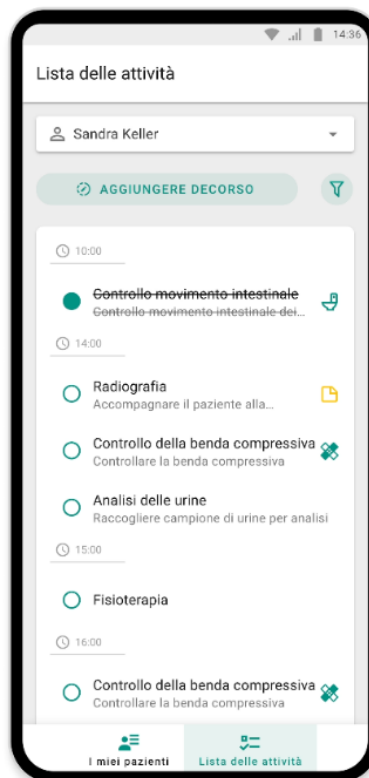 14:36
Lista delle attività
Sandra Keller
AGGIUNGERE DECORSO
10:00
Controllo movimento intestinale
Controllo movimento intestinale dei...
14:00
Radiografia
Accompagnare il paziente alla...
Controllo della benda compressiva
Controllare la benda compressiva
Analisi delle urine
Raccogliere campione di urine per analisi
15:00
Fisioterapia
16:00
Controllo della benda compressiva
Controllare la benda compressiva
I miei pazienti
Lista delle attività